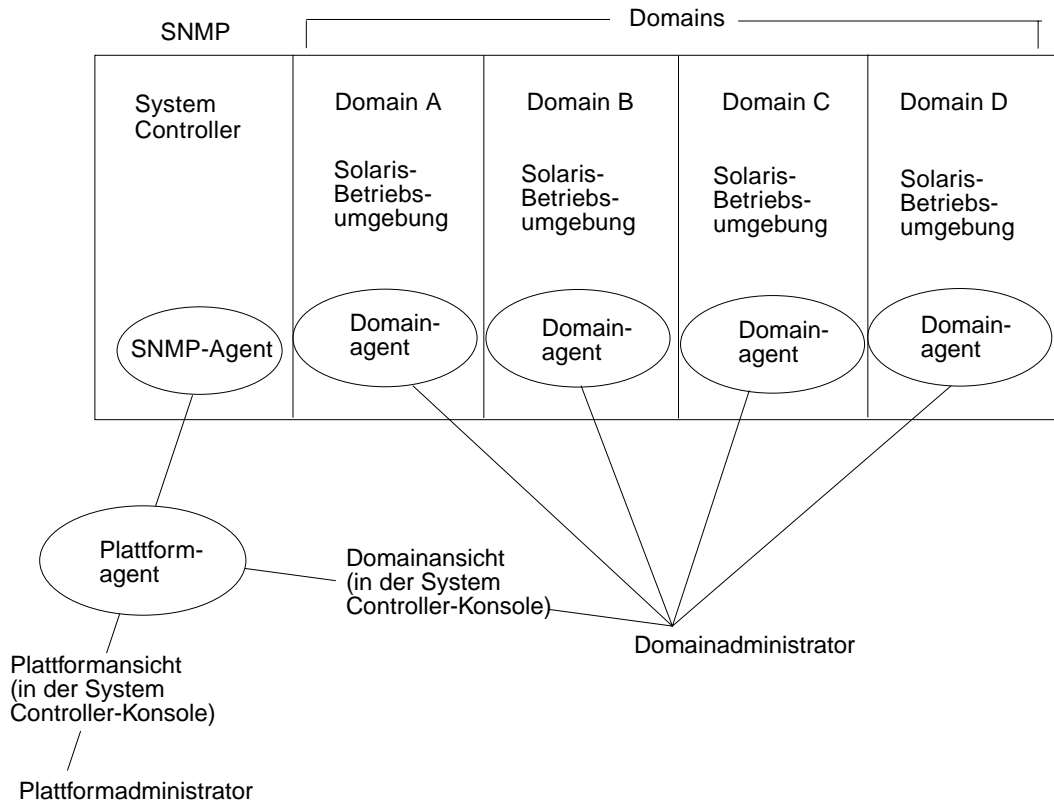 SNMP
Domains
System
Controller
Domain A
Solaris-
Betriebs-
umgebung
Domain B
Solaris-
Betriebs-
umgebung
Domain C
Solaris-
Betriebs-
umgebung
Domain D
Solaris-
Betriebs-
umgebung
SNMP-Agent
Domain-
agent
Domain-
agent
Domain-
agent
Domain-
agent
Plattform-
agent
Domainansicht
(in der System
Controller-Konsole)
Domainadministrator
Plattformansicht
(in der System
Controller-Konsole)
Plattformadministrator